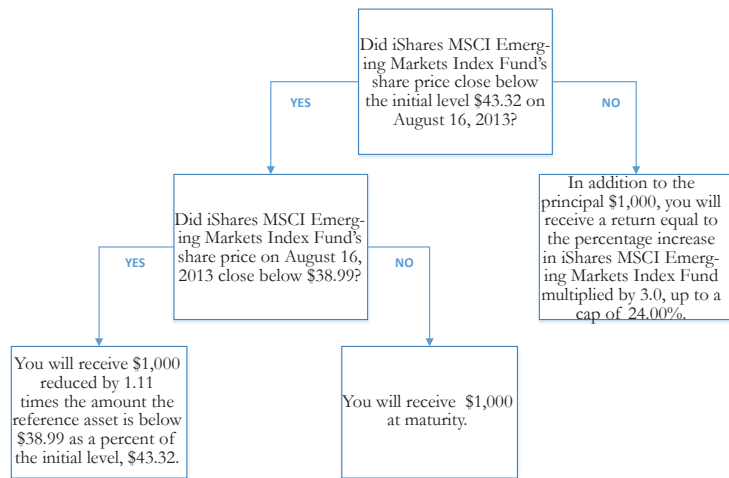 Did iShares MSCI Emerg-
ing Markets Index Fund's
share price close below
the initial level $43.32 on
August 16, 2013?
YES
NO
Did iShares MSCI Emerg-
ing Markets Index Fund's
share price on August 16,
2013 close below $38.99?
In addition to the
principal $1,000, you will
receive a return equal to
the percentage increase
in iShares MSCI Emerg-
ing Markets Index Fund
multiplied by 3.0, up to a
cap of 24.00%.
YES
NO
You will receive $1,000
reduced by 1.11
times the amount the
reference asset is below
$38.99 as a percent of
the initial level, $43.32.
You will receive $1,000
at maturity.